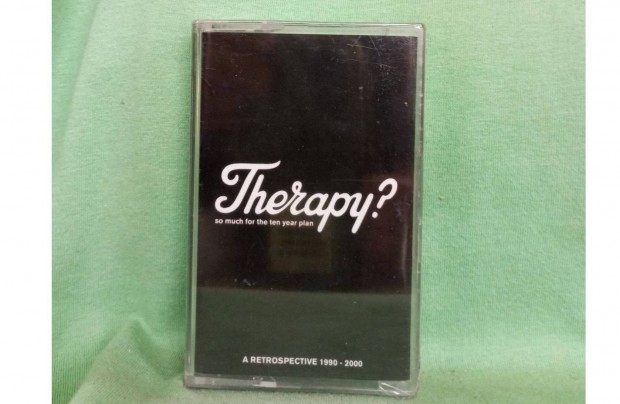 Therapy?
so much for the ten year plan
A RETROSPECTIVE 1990 - 2000